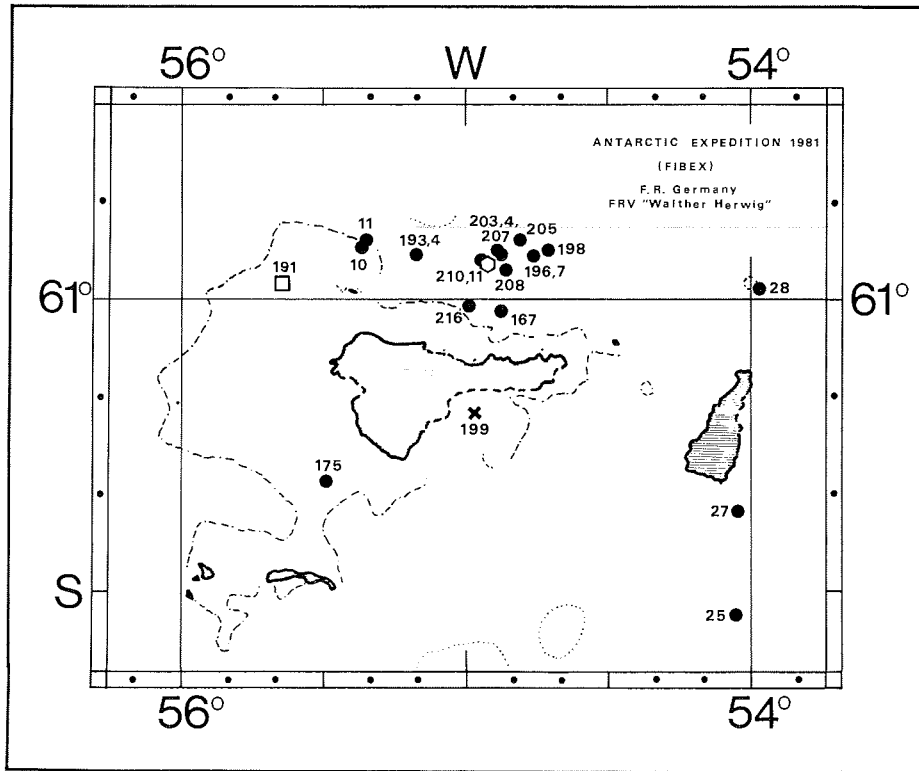 56° W 54°
ANTARCTIC EXPEDITION 1981
(FIBEX)
F.R. Germany
FRV "Walther Herwig"
203,4,
11 193,4 207 205
198
10
191 210,11 196,7
208
61° 28 61°
216 167
199
175
27
S
25
56° 54°